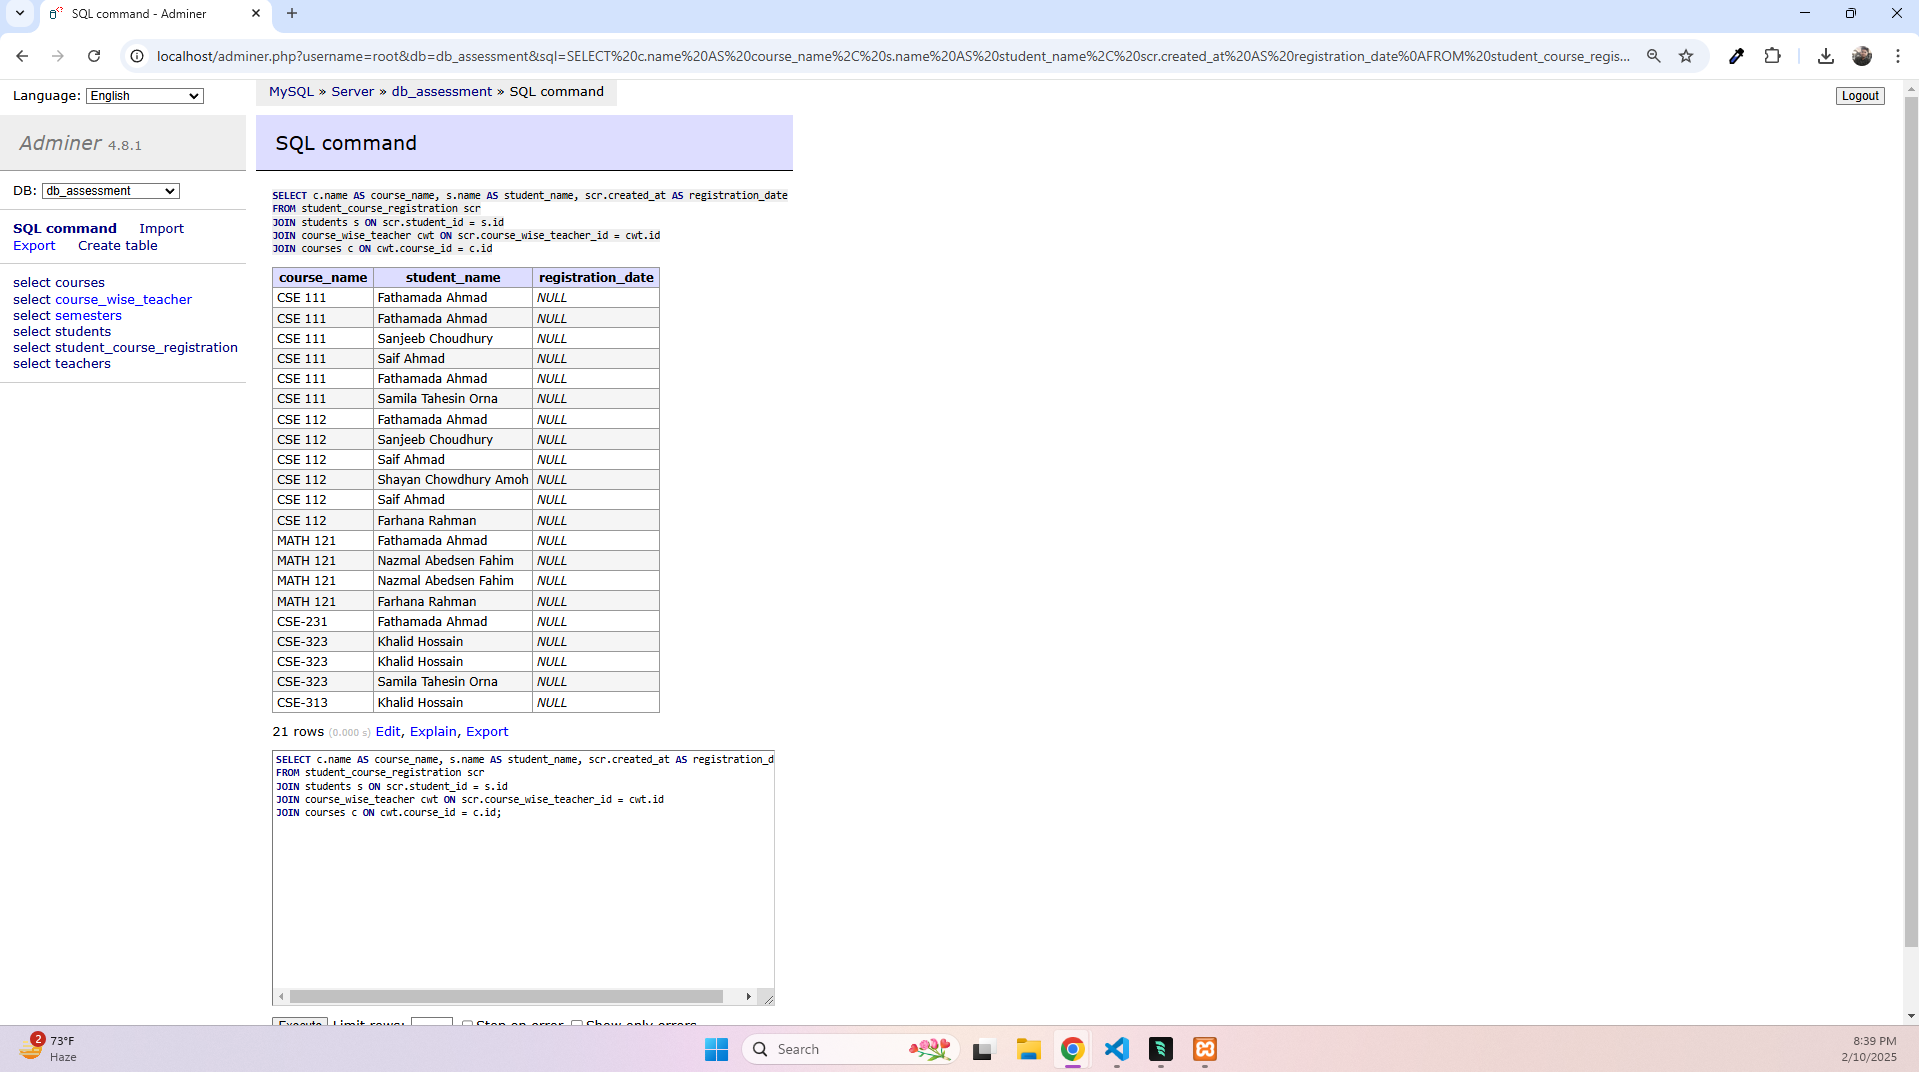 SQL command - Adminer
localhost/adminer.php?username=root&db=db_assessment&sql=SELECT%20c.name%20AS%20course_name%2C%20s.name%20AS%20student_name%2C%20scr.created_at%20AS%20registration_date%0AFROM%20student_course_regis...
Language: English
MySQL » Server » db_assessment » SQL command
Logout
Adminer 4.8.1
SQL command
DB: db_assessment
SQL command Import
Export Create table
select courses
select course_wise_teacher
select semesters
select students
select student_course_registration
select teachers
SELECT c.name AS course_name, s.name AS student_name, scr.created_at AS registration_date
FROM student_course_registration scr
JOIN students s ON scr.student_id = s.id
JOIN course_wise_teacher cwt ON scr.course_wise_teacher_id = cwt.id
JOIN courses c ON cwt.course_id = c.id
course_name student_name registration_date
CSE 111 Fathamada Ahmad NULL
CSE 111 Fathamada Ahmad NULL
CSE 111 Sanjeeb Choudhury NULL
CSE 111 Saif Ahmad NULL
CSE 111 Fathamada Ahmad NULL
CSE 111 Samila Tahesin Orna NULL
CSE 112 Fathamada Ahmad NULL
CSE 112 Sanjeeb Choudhury NULL
CSE 112 Saif Ahmad NULL
CSE 112 Shayan Chowdhury Amoh NULL
CSE 112 Saif Ahmad NULL
CSE 112 Farhana Rahman NULL
MATH 121 Fathamada Ahmad NULL
MATH 121 Nazmal Abedsen Fahim NULL
MATH 121 Nazmal Abedsen Fahim NULL
MATH 121 Farhana Rahman NULL
CSE-231 Fathamada Ahmad NULL
CSE-323 Khalid Hossain NULL
CSE-323 Khalid Hossain NULL
CSE-323 Samila Tahesin Orna NULL
CSE-313 Khalid Hossain NULL
21 rows (0.000 s) Edit, Explain, Export
SELECT c.name AS course_name, s.name AS student_name, scr.created_at AS registration_d
FROM student_course_registration scr
JOIN students s ON scr.student_id = s.id
JOIN course_wise_teacher cwt ON scr.course_wise_teacher_id = cwt.id
JOIN courses c ON cwt.course_id = c.id;
Execute Limit rows: Stop on error Show only errors
2
73°F
Haze
Search
8:39 PM
2/10/2025